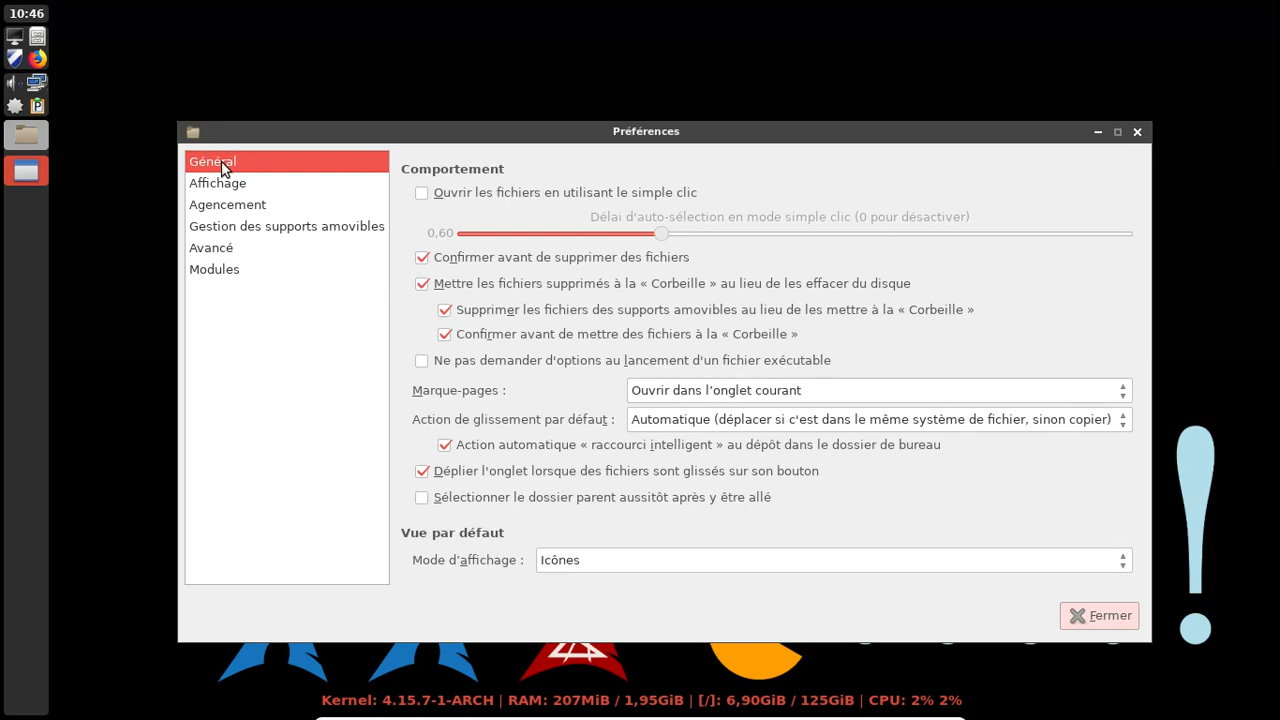 10:46
Préférences
Général
Affichage
Agencement
Gestion des supports amovibles
Avancé
Modules
Comportement
Ouvrir les fichiers en utilisant le simple clic
Délai d'auto-sélection en mode simple clic (0 pour désactiver)
0,60
Confirmer avant de supprimer des fichiers
Mettre les fichiers supprimés à la « Corbeille » au lieu de les effacer du disque
Supprimer les fichiers des supports amovibles au lieu de les mettre à la « Corbeille »
Confirmer avant de mettre des fichiers à la « Corbeille »
Ne pas demander d'options au lancement d'un fichier exécutable
Marque-pages : Ouvrir dans l’onglet courant
Action de glissement par défaut : Automatique (déplacer si c'est dans le même système de fichier, sinon copier)
Action automatique « raccourci intelligent » au dépôt dans le dossier de bureau
Déplier l'onglet lorsque des fichiers sont glissés sur son bouton
Sélectionner le dossier parent aussitôt après y être allé
Vue par défaut
Mode d’affichage : Icônes
Fermer
!
Kernel: 4.15.7-1-ARCH | RAM: 207MiB / 1,95GiB | [/]: 6,90GiB / 125GiB | CPU: 2% 2%